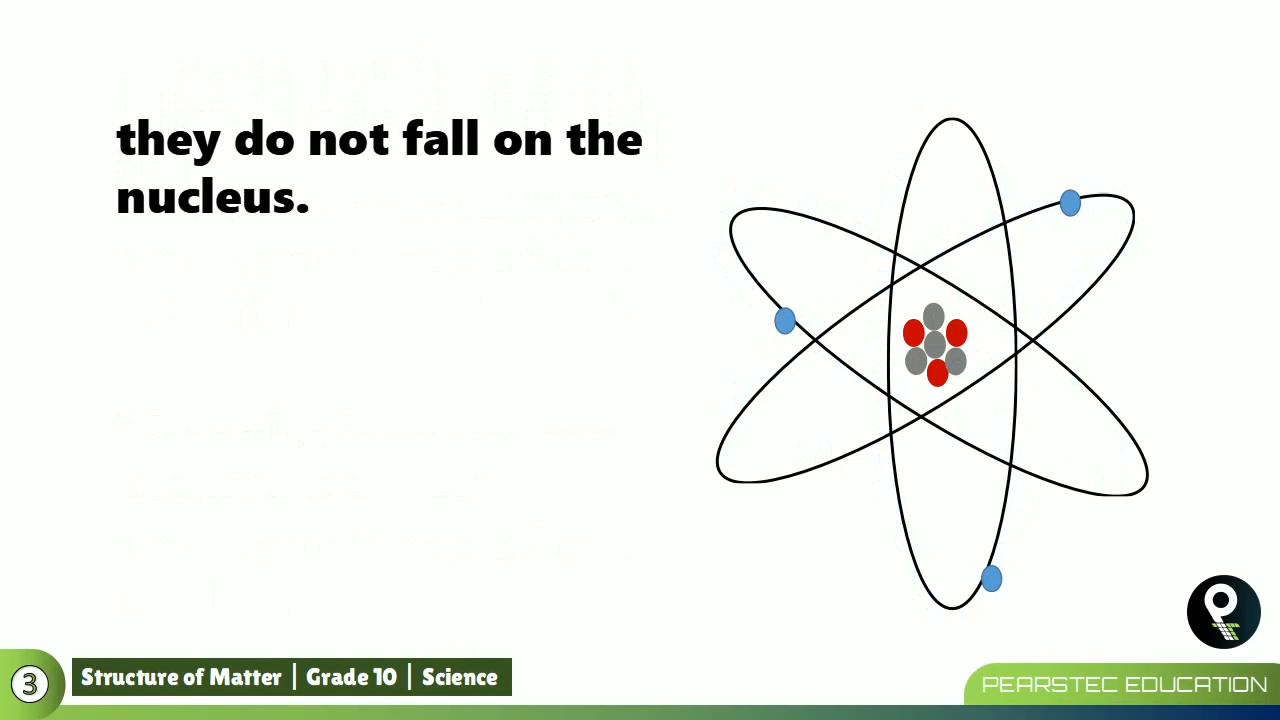 they do not fall on the
nucleus.
3
Structure of Matter | Grade 10 | Science
PEARSTEC EDUCATION